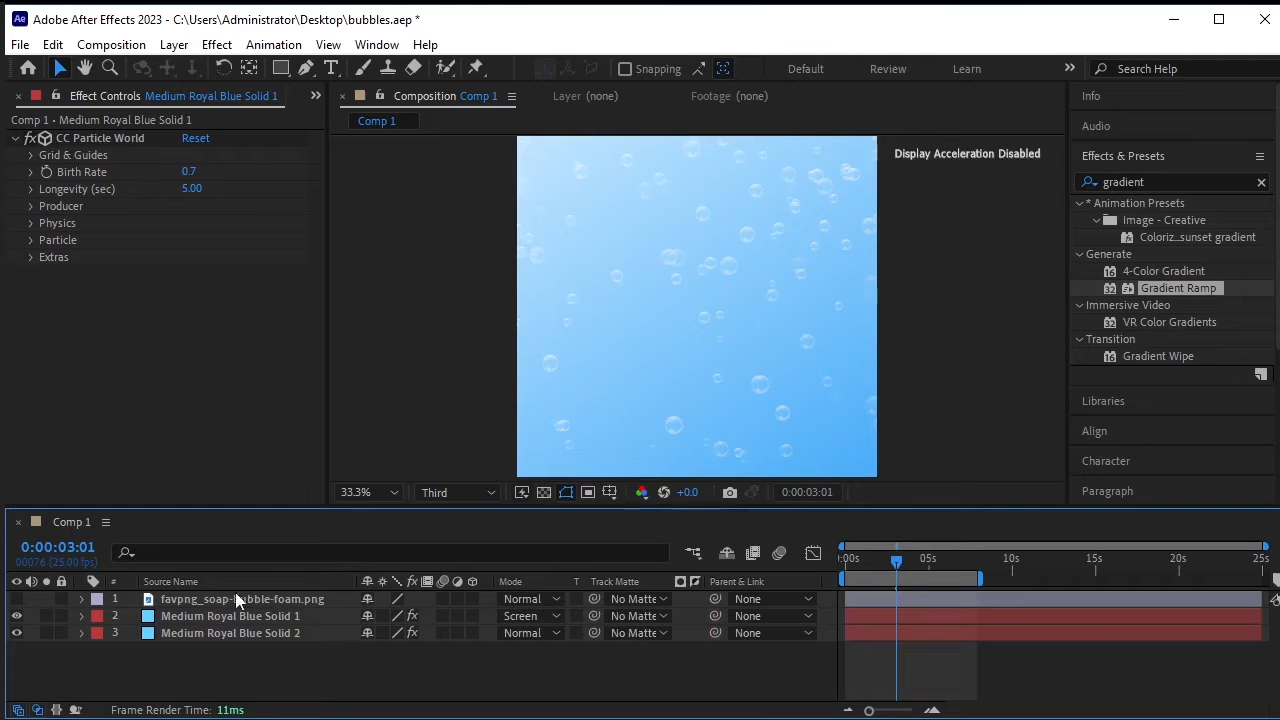 Adobe After Effects 2023 - C:\Users\Administrator\Desktop\bubbles.aep *
File Edit Composition Layer Effect Animation View Window Help
Snapping Default Review Learn Search Help
Effect Controls Medium Royal Blue Solid 1
Composition Comp 1 Layer (none) Footage (none)
Info
Comp 1 • Medium Royal Blue Solid 1
Comp 1
Audio
fx CC Particle World Reset
Grid & Guides
Birth Rate 0.7
Longevity (sec) 5.00
Producer
Physics
Particle
Extras
Display Acceleration Disabled
Effects & Presets
gradient
* Animation Presets
Image - Creative
Coloriz...sunset gradient
Generate
4-Color Gradient
Gradient Ramp
Immersive Video
VR Color Gradients
Transition
Gradient Wipe
Libraries
Align
Character
Paragraph
33.3% Third +0.0 0:00:03:01
Comp 1
0:00:03:01
00076 (25.00 fps)
:00s 05s 10s 15s 20s 25s
# Source Name Mode T Track Matte Parent & Link
1 favpng_soap-bubble-foam.png Normal No Matte None
2 Medium Royal Blue Solid 1 Screen No Matte None
3 Medium Royal Blue Solid 2 Normal No Matte None
Frame Render Time: 11ms